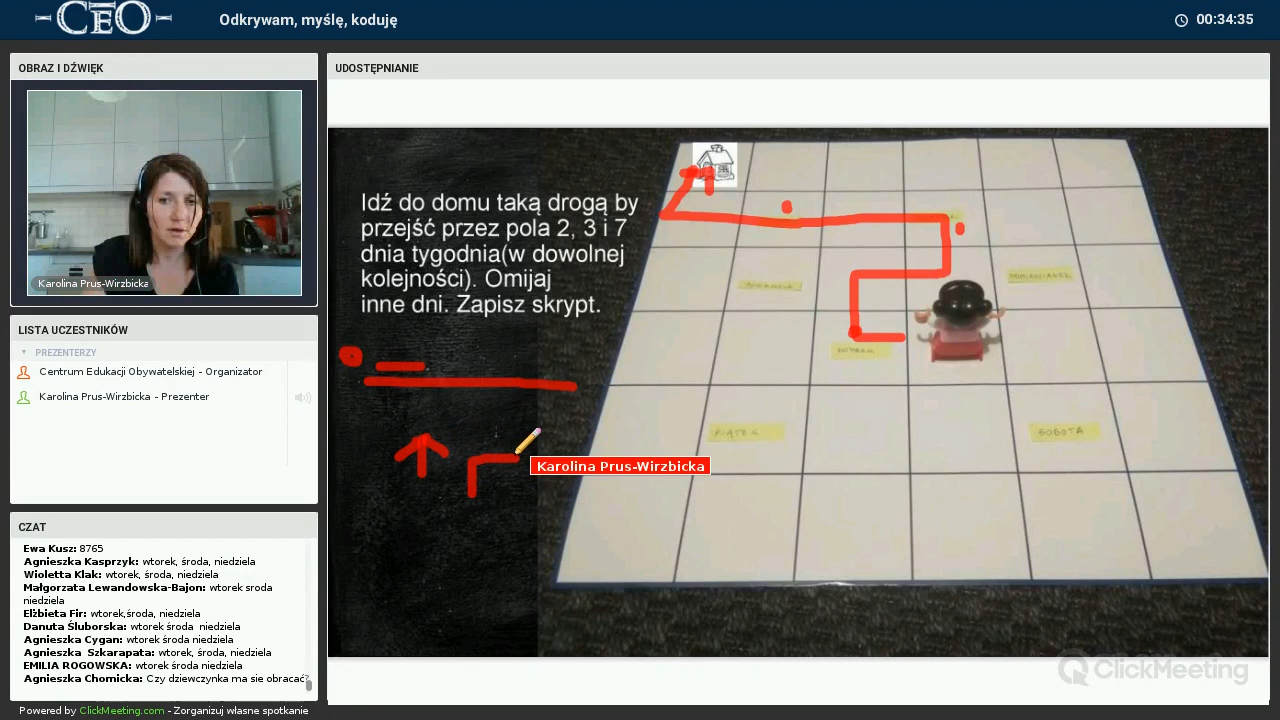 CEO
Odkrywam, myślę, koduję
00:34:35
OBRAZ I DŹWIĘK
Karolina Prus-Wirzbicka
LISTA UCZESTNIKÓW
PREZENTERZY
Centrum Edukacji Obywatelskiej - Organizator
Karolina Prus-Wirzbicka - Prezenter
CZAT
Ewa Kusz: 8765
Agnieszka Kasprzyk: wtorek, środa, niedziela
Wioletta Klak: wtorek, środa, niedziela
Małgorzata Lewandowska-Bajon: wtorek sroda
niedziela
Elżbieta Fir: wtorek,środa, niedziela
Danuta Śluborska: wtorek środa niedziela
Agnieszka Cygan: wtorek środa niedziela
Agnieszka Szkarapata: wtorek, środa, niedziela
EMILIA ROGOWSKA: wtorek środa niedziela
Agnieszka Chomicka: Czy dziewczynka ma sie obracać?
Powered by ClickMeeting.com - Zorganizuj własne spotkanie
UDOSTĘPNIANIE
Idź do domu taką drogą by
przejść przez pola 2, 3 i 7
dnia tygodnia(w dowolnej
kolejności). Omijaj
inne dni. Zapisz skrypt.
PONIEDZIAŁEK
WTOREK
PIĄTEK
SOBOTA
Karolina Prus-Wirzbicka
ClickMeeting